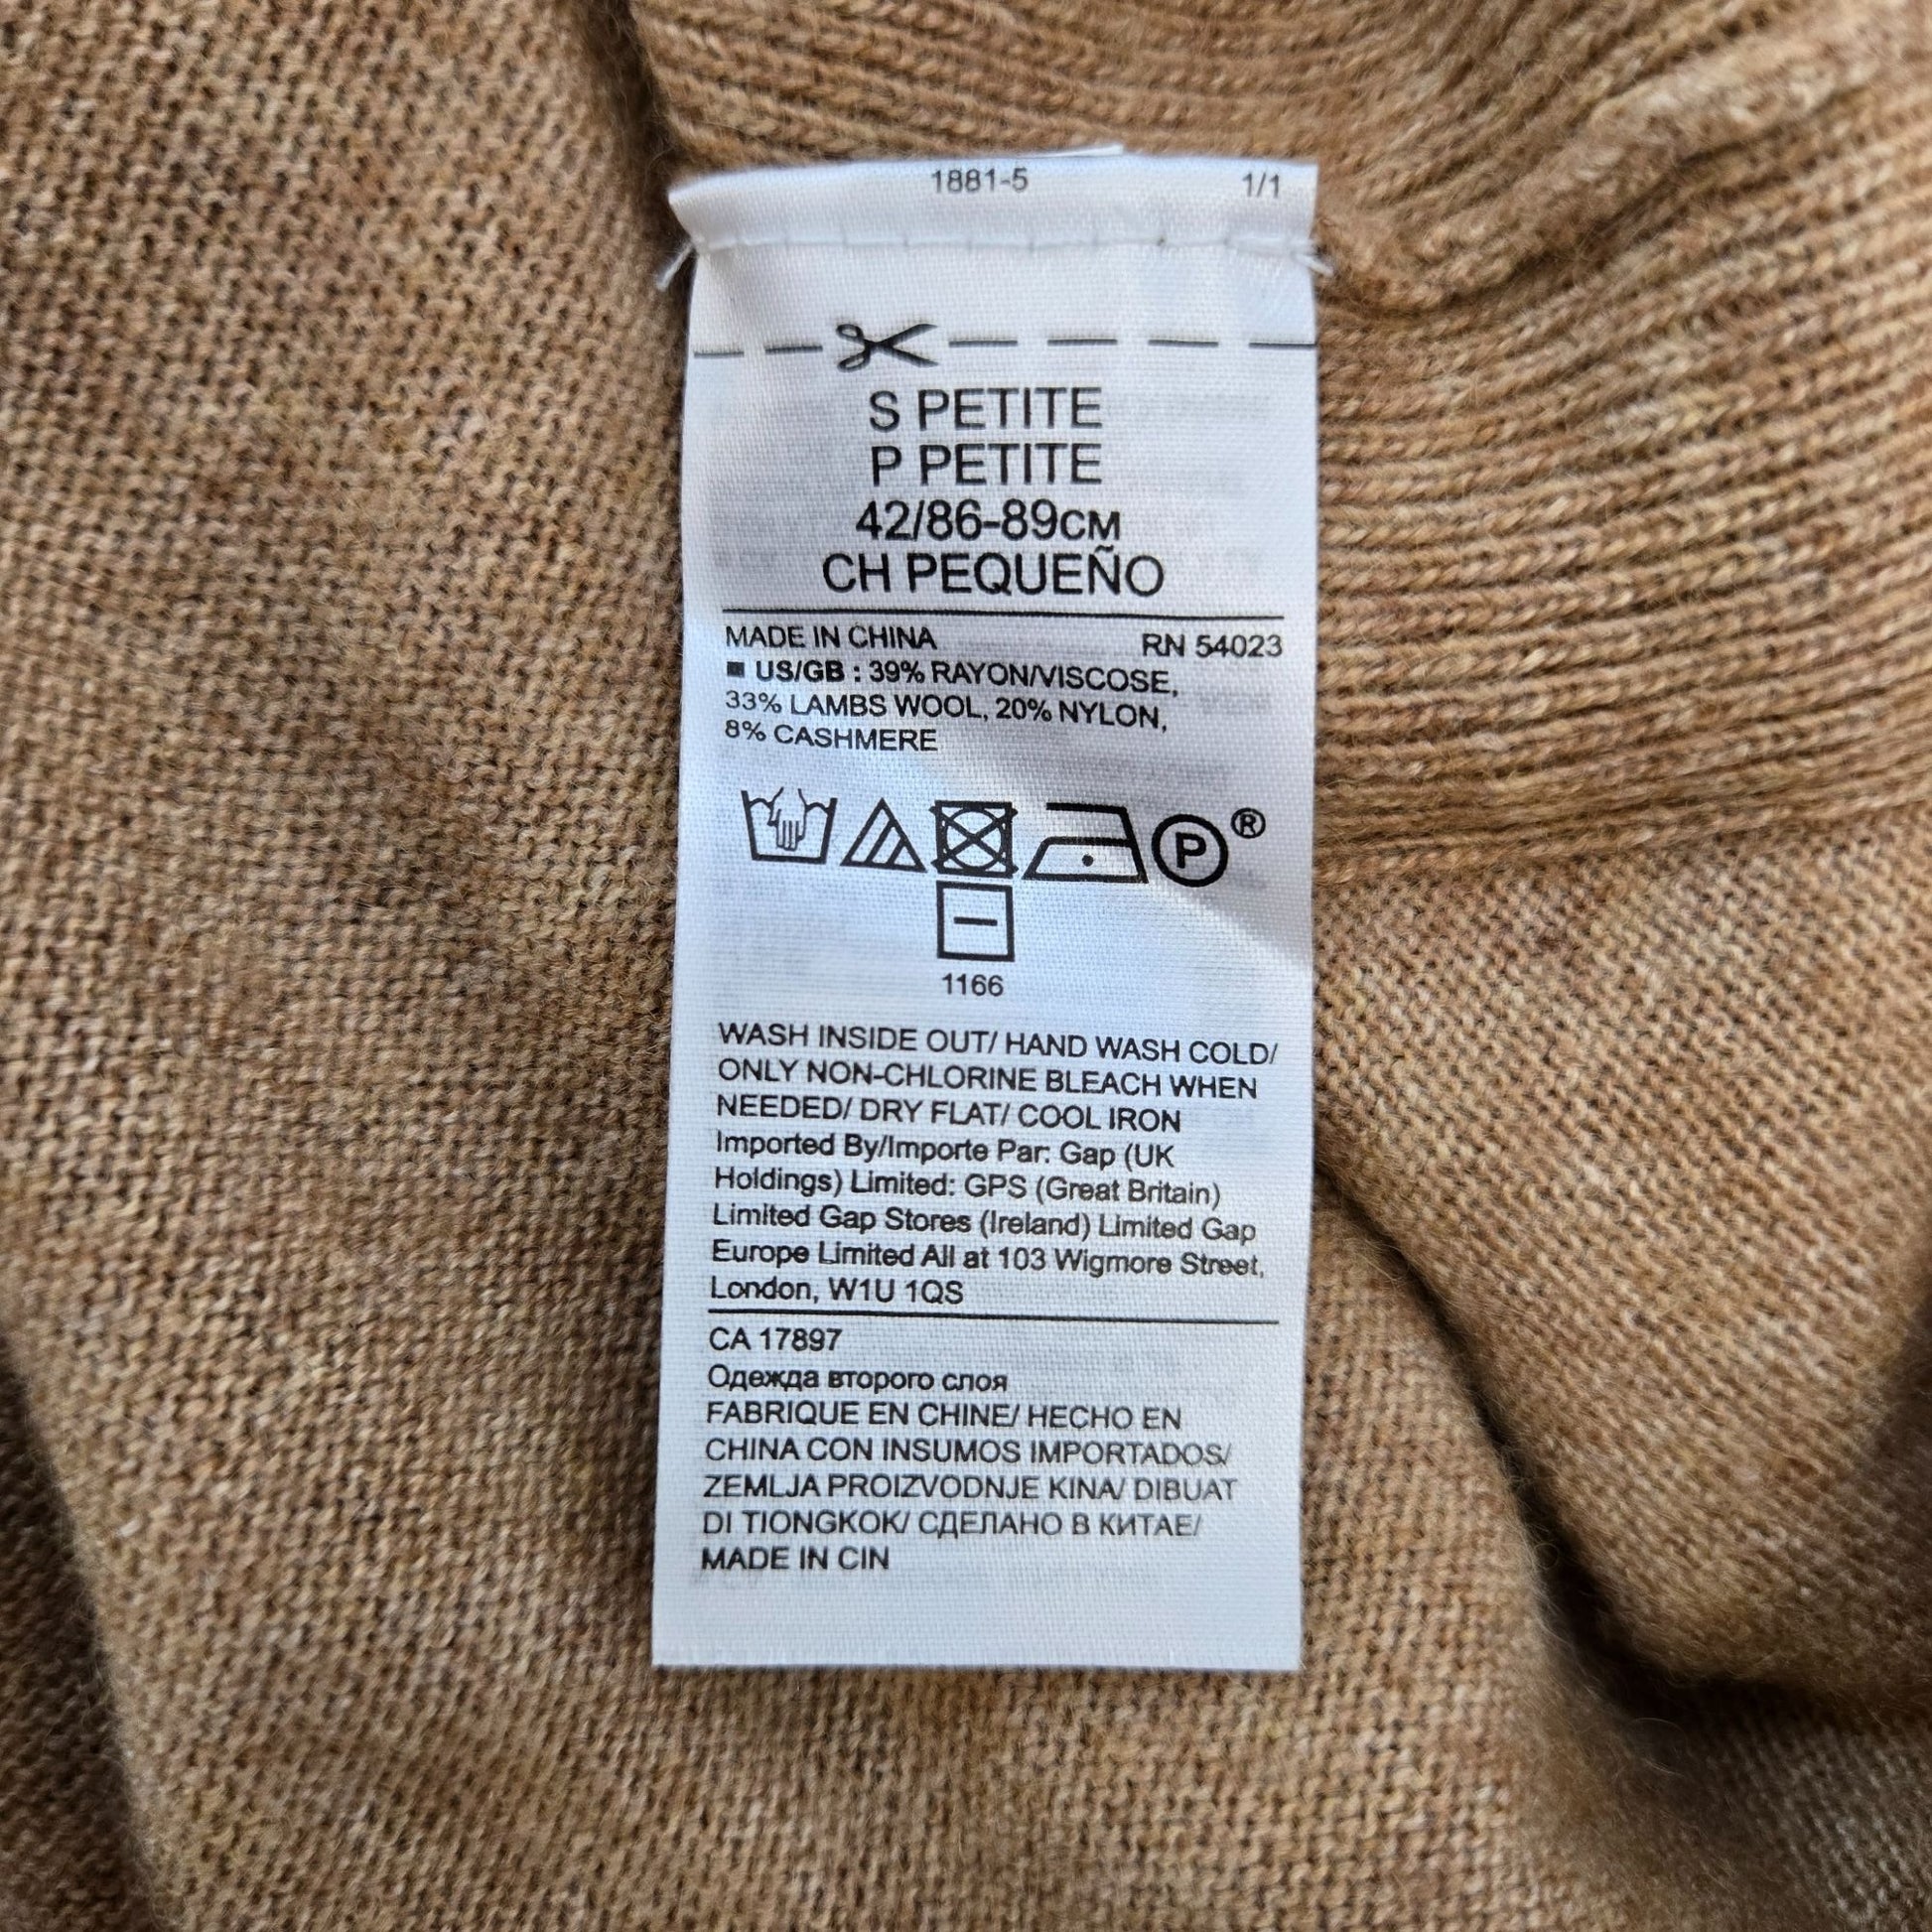 1881-5 1/1
S PETITE
P PETITE
42/86-89CM
CH PEQUEÑO
MADE IN CHINA RN 54023
US/GB : 39% RAYON/VISCOSE,
33% LAMBS WOOL, 20% NYLON,
8% CASHMERE
P ®
1166
WASH INSIDE OUT/ HAND WASH COLD/
ONLY NON-CHLORINE BLEACH WHEN
NEEDED/ DRY FLAT/ COOL IRON
Imported By/Importe Par: Gap (UK
Holdings) Limited: GPS (Great Britain)
Limited Gap Stores (Ireland) Limited Gap
Europe Limited All at 103 Wigmore Street,
London, W1U 1QS
CA 17897
Одежда второго слоя
FABRIQUE EN CHINE/ HECHO EN
CHINA CON INSUMOS IMPORTADOS/
ZEMLJA PROIZVODNJE KINA/ DIBUAT
DI TIONGKOK/ СДЕЛАНО В КИТАЕ/
MADE IN CIN